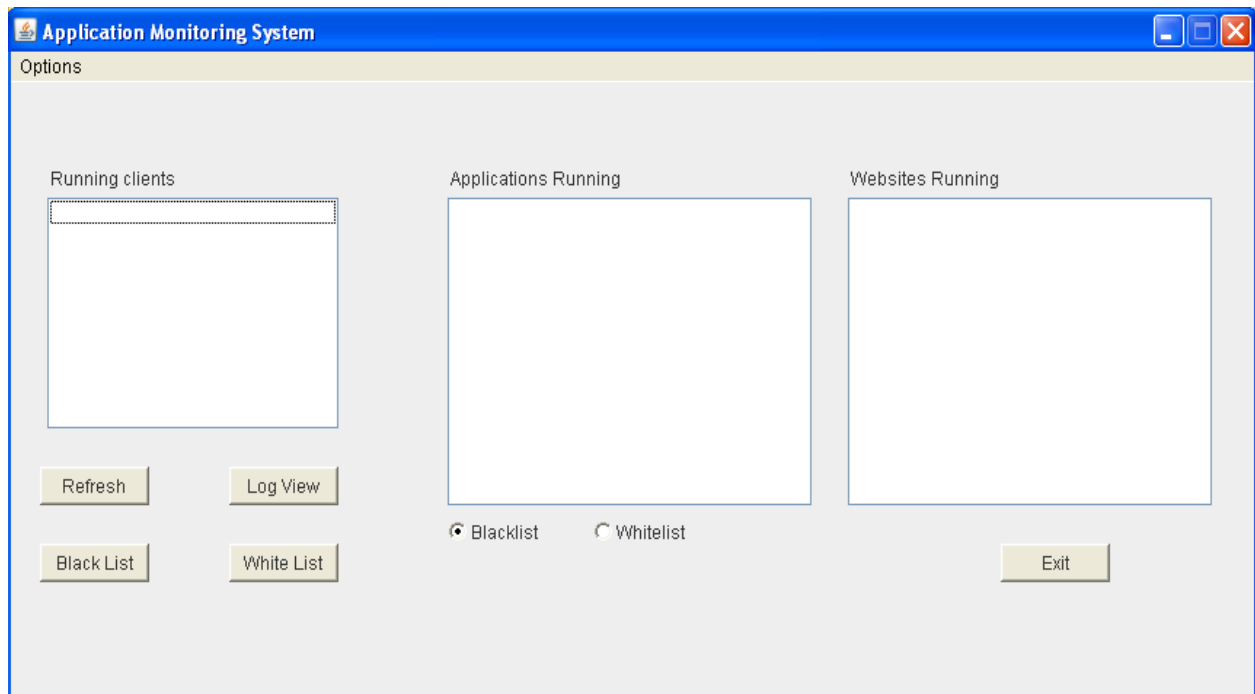 Application Monitoring System
Options
Running clients
Applications Running
Websites Running
Refresh
Log View
Blacklist
Whitelist
Black List
White List
Exit